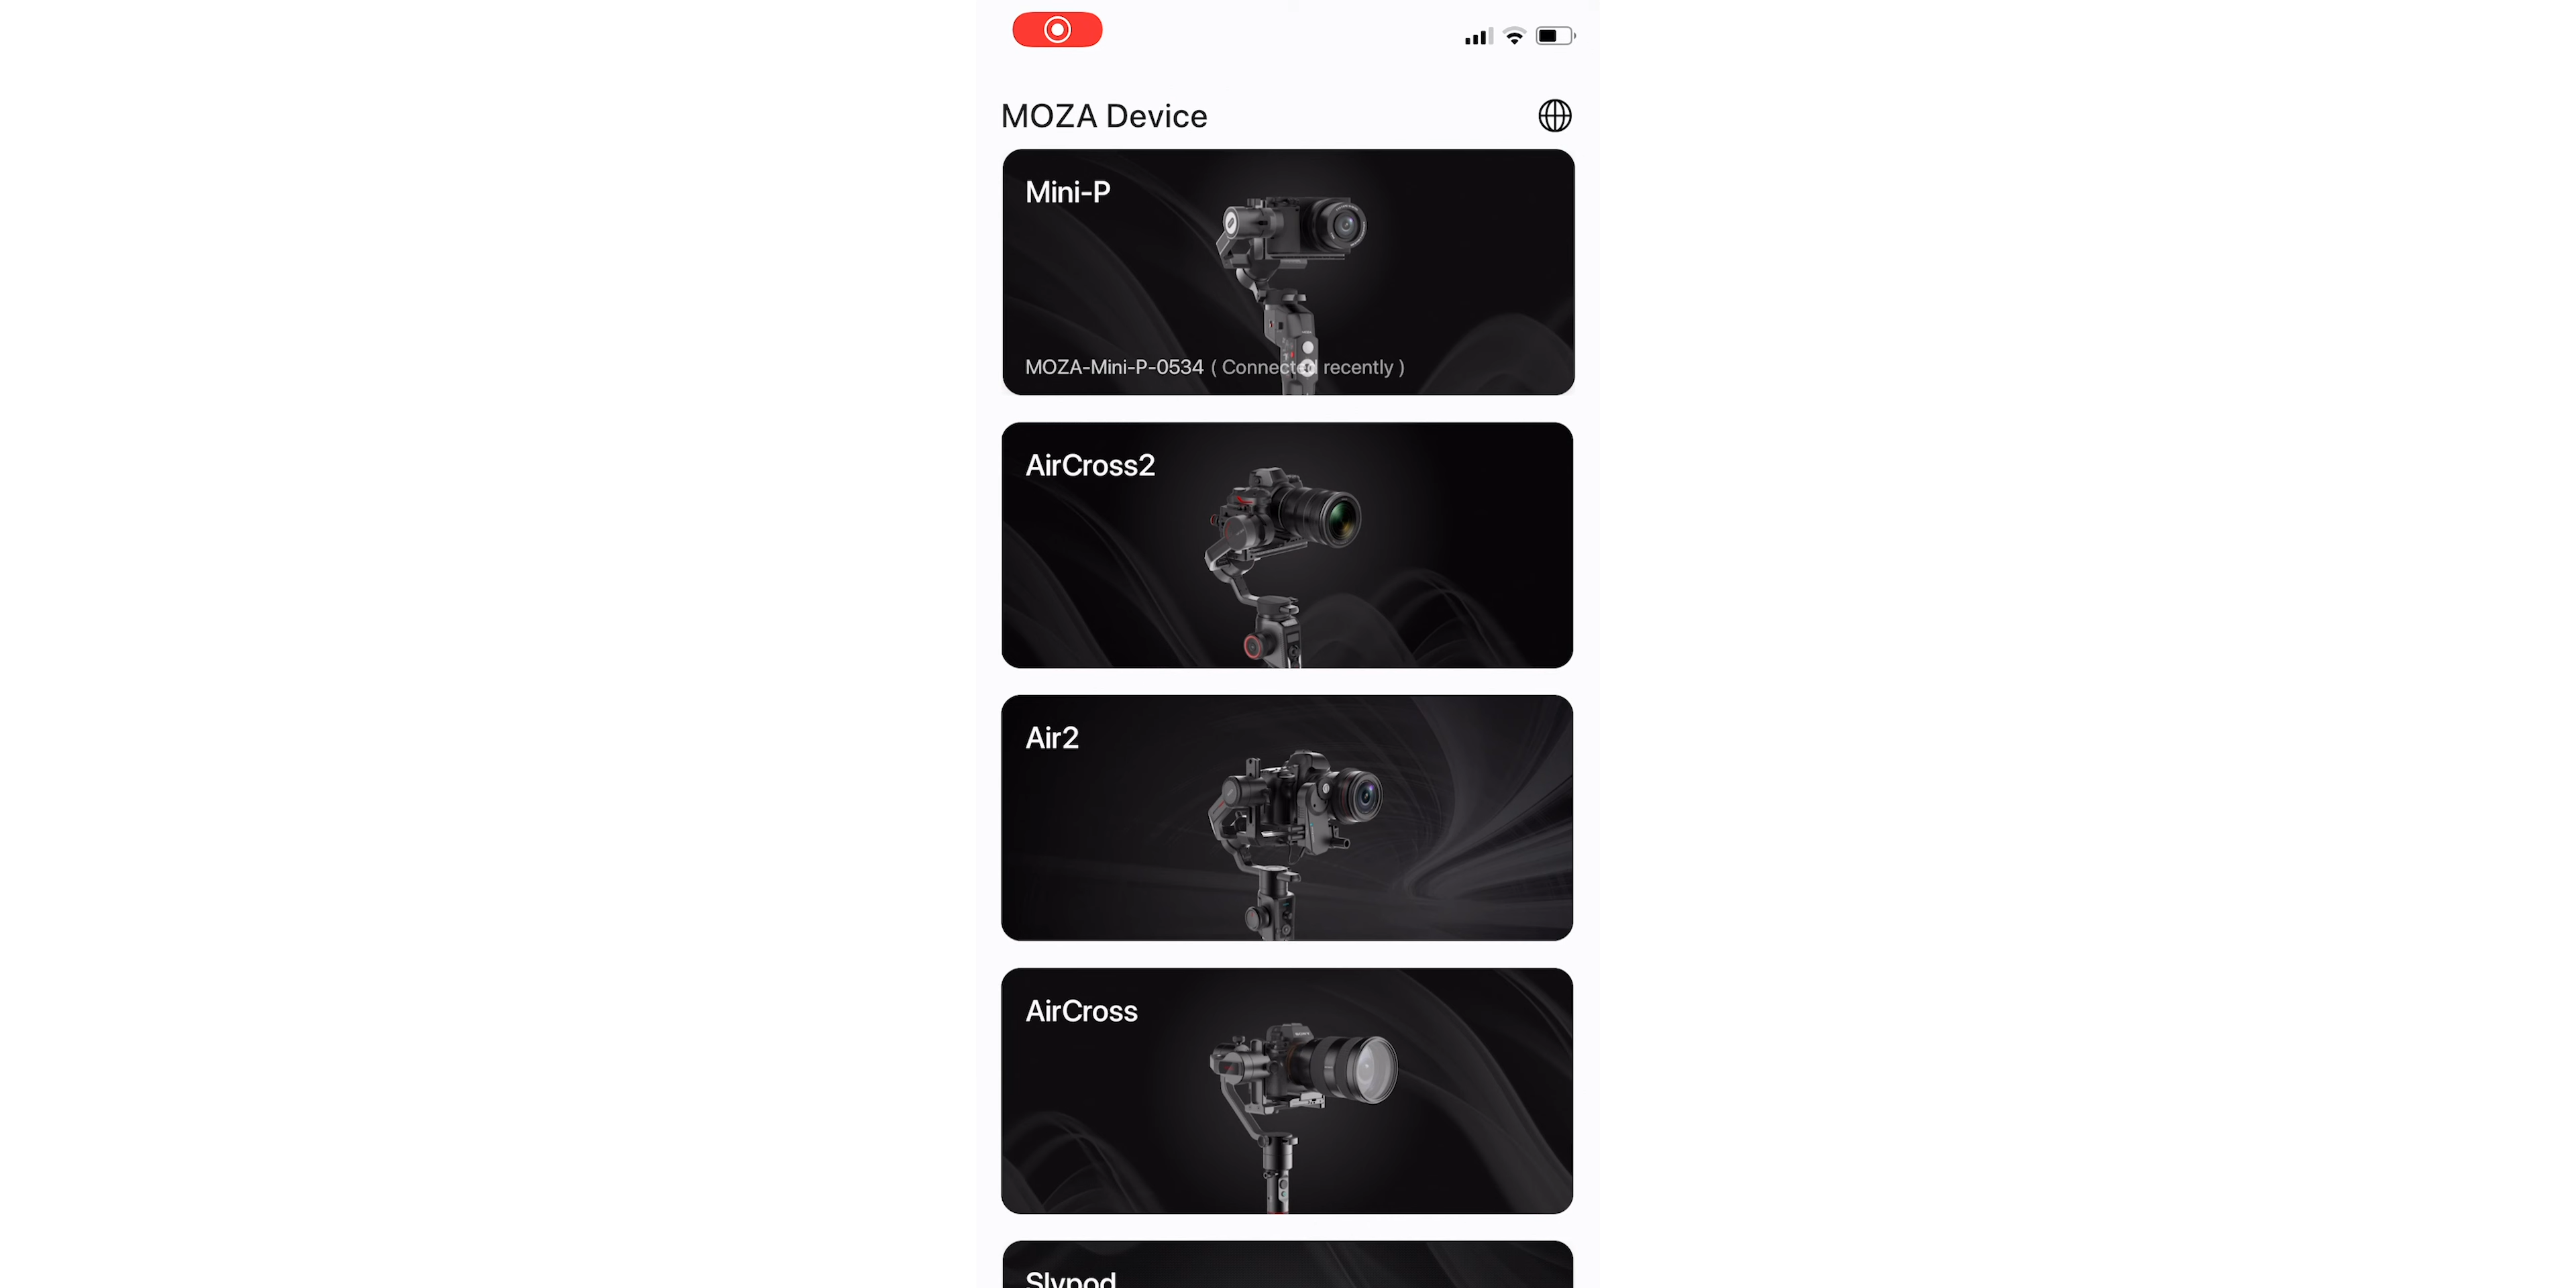 MOZA Device
Mini-P
MOZA-Mini-P-0534 ( Connected recently )
AirCross2
Air2
AirCross
Slypod